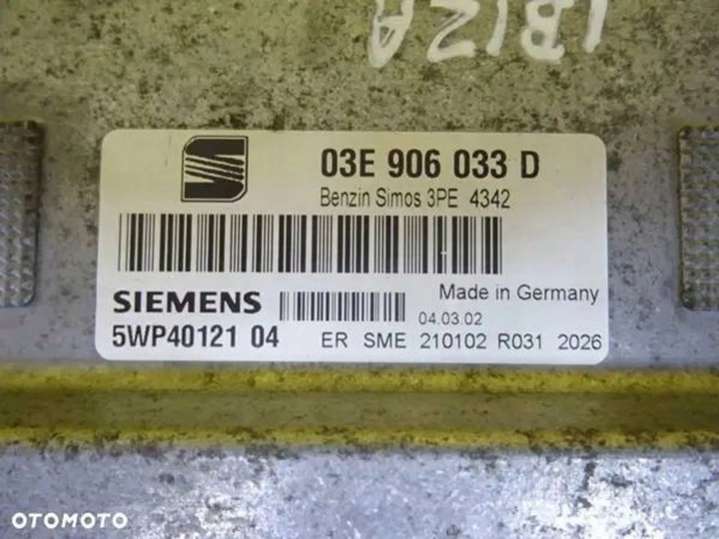 IBIZA
03E 906 033 D
Benzin Simos 3PE 4342
SIEMENS
Made in Germany
04.03.02
5WP40121 04
ER SME 210102 R031 2026
OTOMOTO